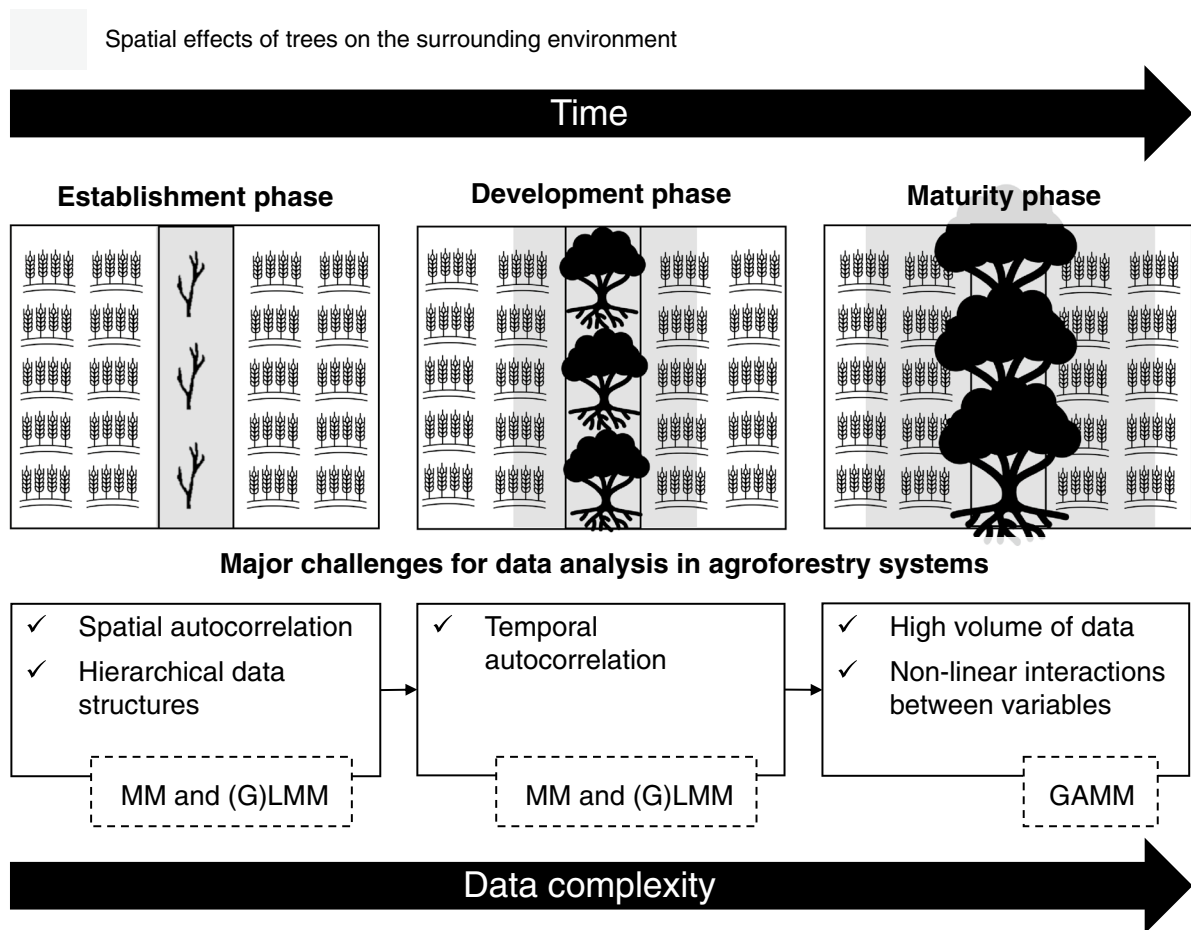 Spatial effects of trees on the surrounding environment
Time
Establishment phase
Development phase
Maturity phase
Major challenges for data analysis in agroforestry systems
✓ Spatial autocorrelation
✓ Hierarchical data
structures
MM and (G)LMM
✓ Temporal
autocorrelation
MM and (G)LMM
✓ High volume of data
✓ Non-linear interactions
between variables
GAMM
Data complexity